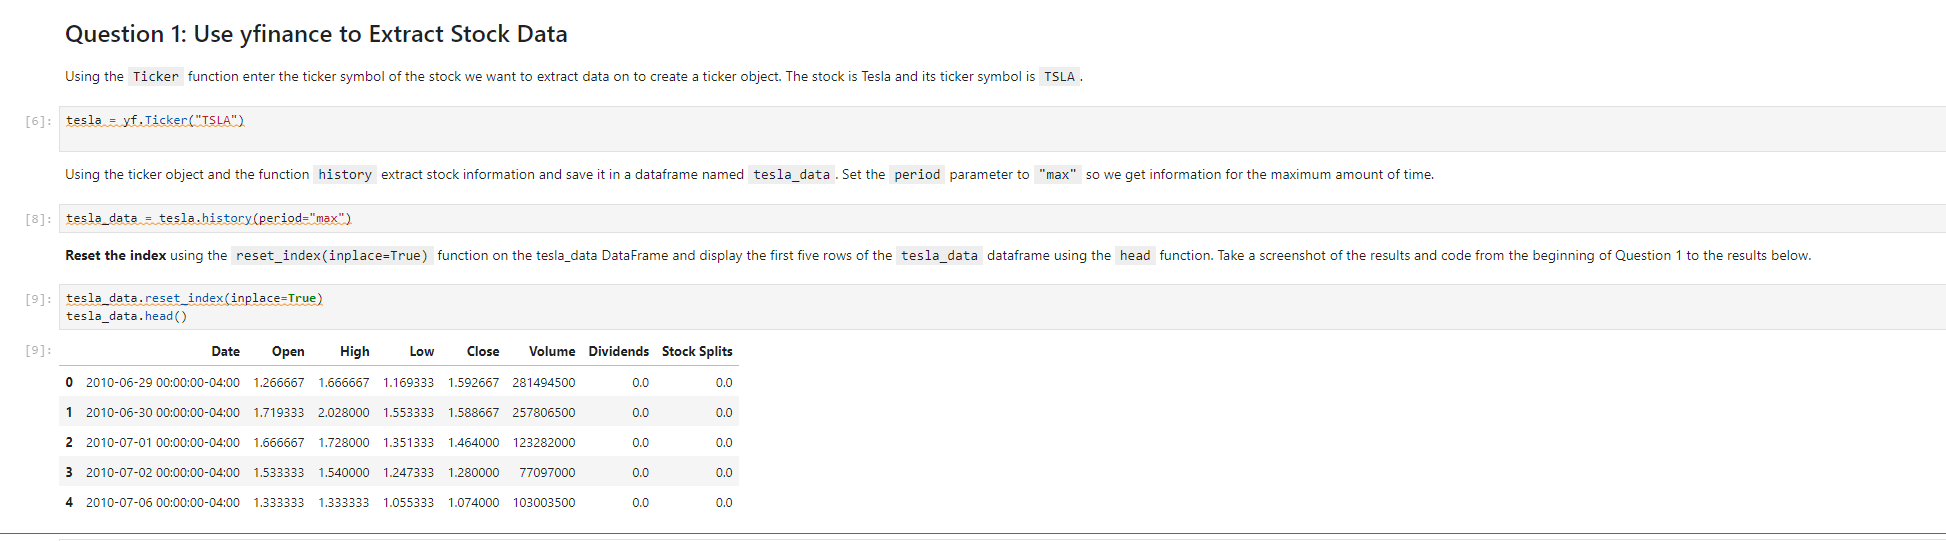 Question 1: Use yfinance to Extract Stock Data
Using the Ticker function enter the ticker symbol of the stock we want to extract data on to create a ticker object. The stock is Tesla and its ticker symbol is TSLA .
[6]: tesla = yf.Ticker("TSLA")
Using the ticker object and the function history extract stock information and save it in a dataframe named tesla_data . Set the period parameter to "max" so we get information for the maximum amount of time.
[8]: tesla_data = tesla.history(period="max")
Reset the index using the reset_index(inplace=True) function on the tesla_data DataFrame and display the first five rows of the tesla_data dataframe using the head function. Take a screenshot of the results and code from the beginning of Question 1 to the results below.
[9]: tesla_data.reset_index(inplace=True)
tesla_data.head()
[9]: Date Open High Low Close Volume Dividends Stock Splits
0 2010-06-29 00:00:00-04:00 1.266667 1.666667 1.169333 1.592667 281494500 0.0 0.0
1 2010-06-30 00:00:00-04:00 1.719333 2.028000 1.553333 1.588667 257806500 0.0 0.0
2 2010-07-01 00:00:00-04:00 1.666667 1.728000 1.351333 1.464000 123282000 0.0 0.0
3 2010-07-02 00:00:00-04:00 1.533333 1.540000 1.247333 1.280000 77097000 0.0 0.0
4 2010-07-06 00:00:00-04:00 1.333333 1.333333 1.055333 1.074000 103003500 0.0 0.0